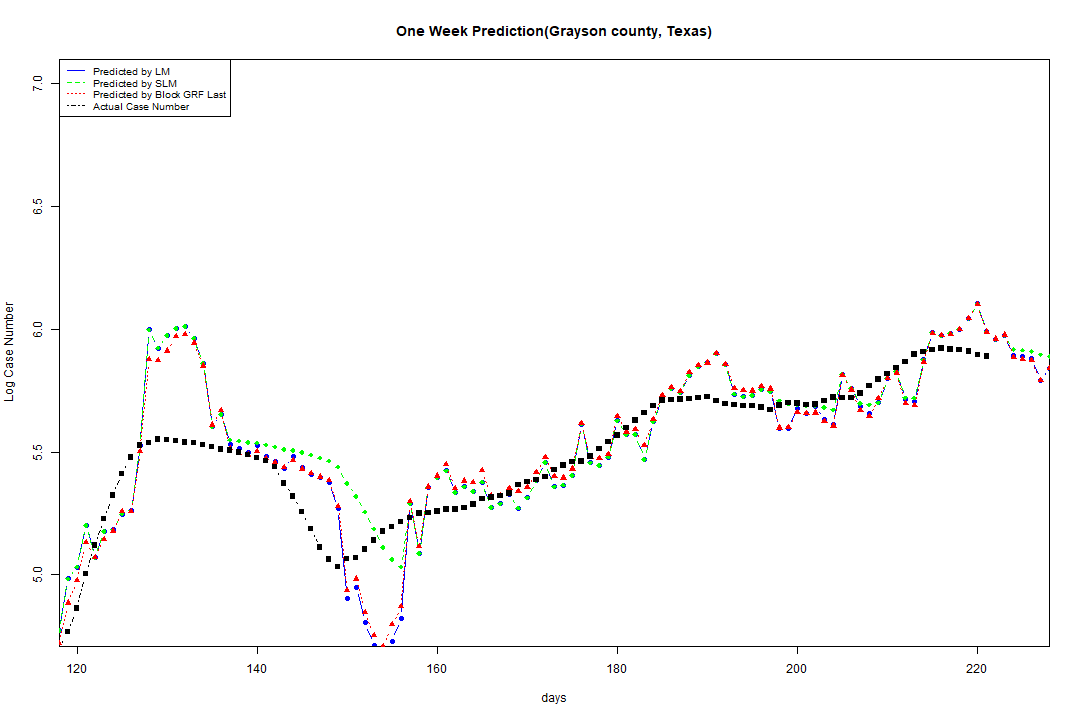 One Week Prediction(Grayson county, Texas)
Predicted by LM
Predicted by SLM
Predicted by Block GRF Last
Actual Case Number
7.0
6.5
6.0
5.5
5.0
Log Case Number
120 140 160 180 200 220
days